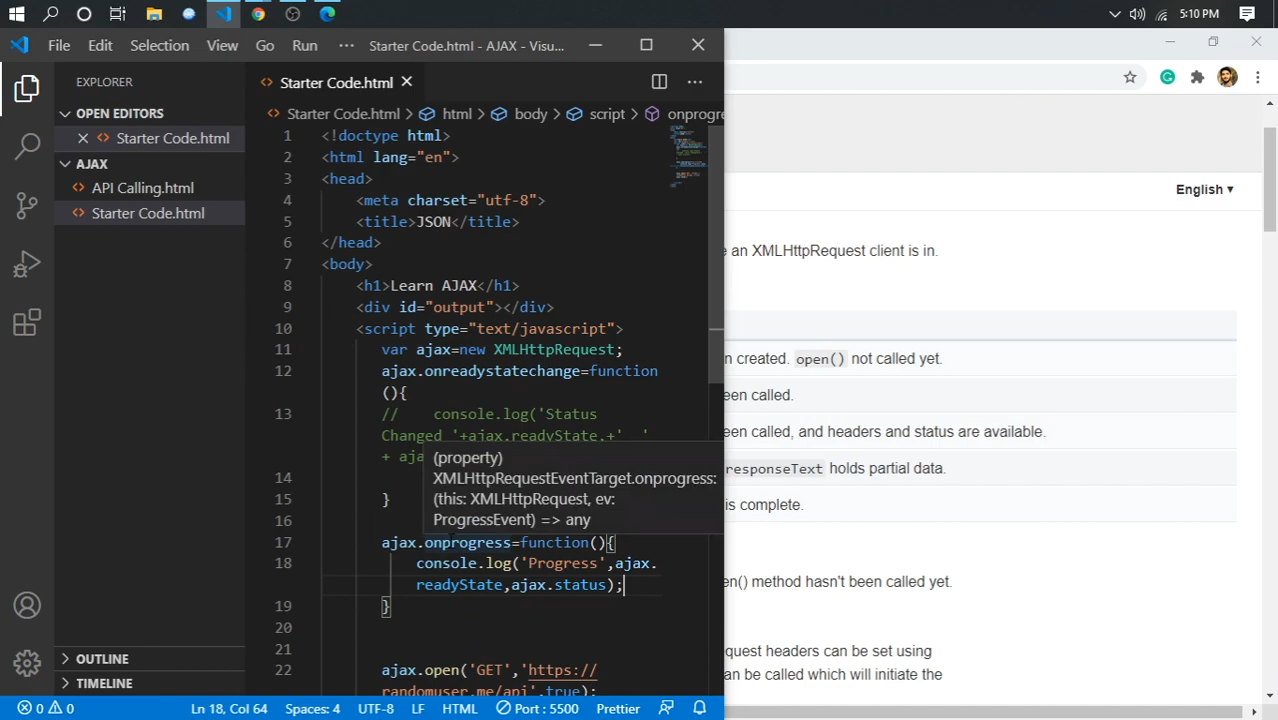 5:10 PM
File Edit Selection View Go Run ··· Starter Code.html - AJAX - Visu...
EXPLORER
OPEN EDITORS
Starter Code.html
AJAX
API Calling.html
Starter Code.html
OUTLINE
TIMELINE
Starter Code.html
Starter Code.html > html > body > script > onprogre
1 <!doctype html>
2 <html lang="en">
3 <head>
4 <meta charset="utf-8">
5 <title>JSON</title>
6 </head>
7 <body>
8 <h1>Learn AJAX</h1>
9 <div id="output"></div>
10 <script type="text/javascript">
11 var ajax=new XMLHttpRequest;
12 ajax.onreadystatechange=function
(){
13 // console.log('Status
Changed '+ajax.readyState,+' '
+ aja
(property)
XMLHttpRequestEventTarget.onprogress:
(this: XMLHttpRequest, ev:
ProgressEvent) => any
14
15 }
16
17 ajax.onprogress=function(){
18 console.log('Progress',ajax.
readyState,ajax.status);
19 }
20
21
22 ajax.open('GET','https://
randomuser.me/api',true);
0 0 Ln 18, Col 64 Spaces: 4 UTF-8 LF HTML Port : 5500 Prettier
English ▾
e an XMLHttpRequest client is in.
n created. open() not called yet.
een called.
een called, and headers and status are available.
responseText holds partial data.
is complete.
en() method hasn't been called yet.
quest headers can be set using
an be called which will initiate the